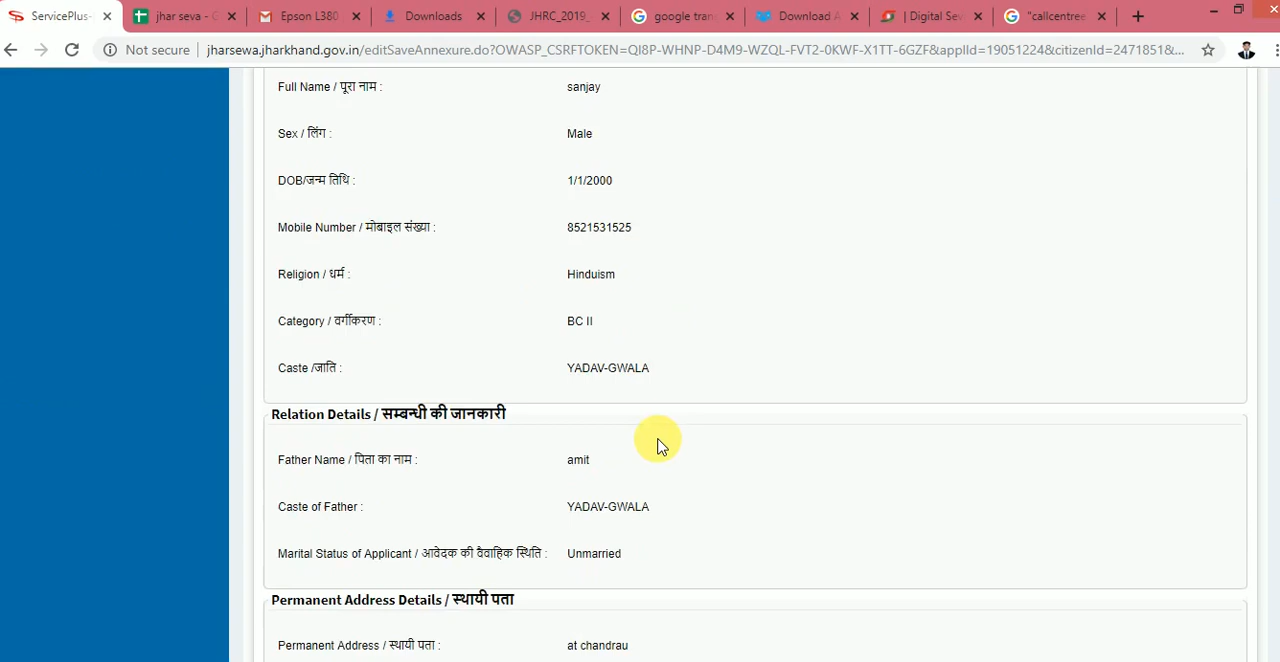 ServicePlus-
jhar seva - G
Epson L380
Downloads
JHRC_2019_
google tran
Download A
| Digital Sev
"callcentree
Not secure
jharsewa.jharkhand.gov.in/editSaveAnnexure.do?OWASP_CSRFTOKEN=QI8P-WHNP-D4M9-WZQL-FVT2-0KWF-X1TT-6GZF&applId=19051224&citizenId=2471851&...
Full Name / पूरा नाम : sanjay
Sex / लिंग : Male
DOB/जन्म तिथि : 1/1/2000
Mobile Number / मोबाइल संख्या : 8521531525
Religion / धर्म : Hinduism
Category / वर्गीकरण : BC II
Caste /जाति : YADAV-GWALA
Relation Details / सम्बन्धी की जानकारी
Father Name / पिता का नाम : amit
Caste of Father : YADAV-GWALA
Marital Status of Applicant / आवेदक की वैवाहिक स्थिति : Unmarried
Permanent Address Details / स्थायी पता
Permanent Address / स्थायी पता : at chandrau